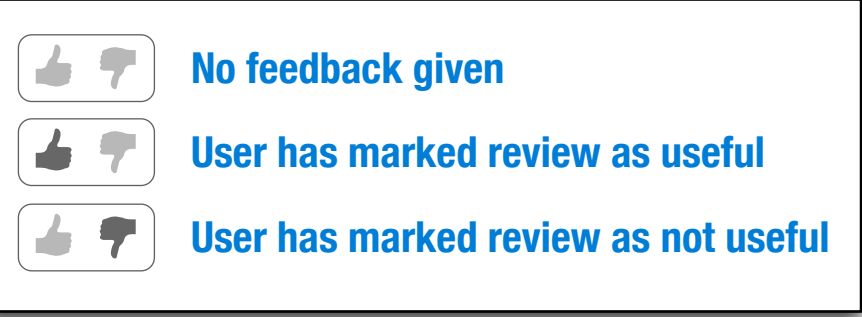 No feedback given
User has marked review as useful
User has marked review as not useful